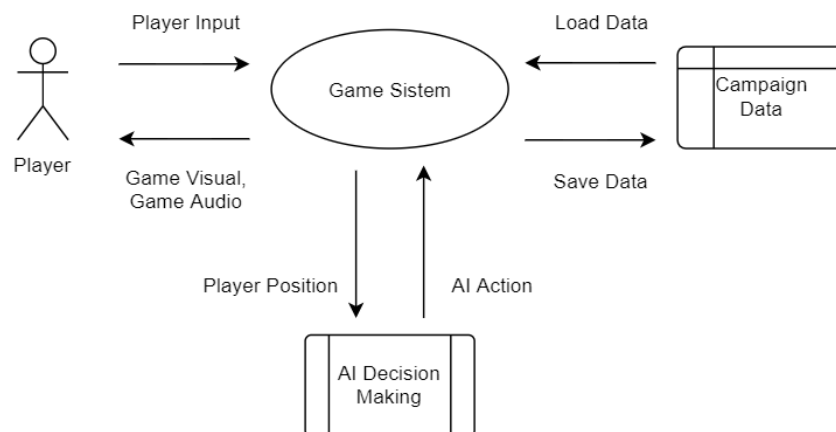 Player Input
Load Data
Game Sistem
Campaign
Data
Player
Game Visual,
Game Audio
Save Data
Player Position
AI Action
AI Decision
Making